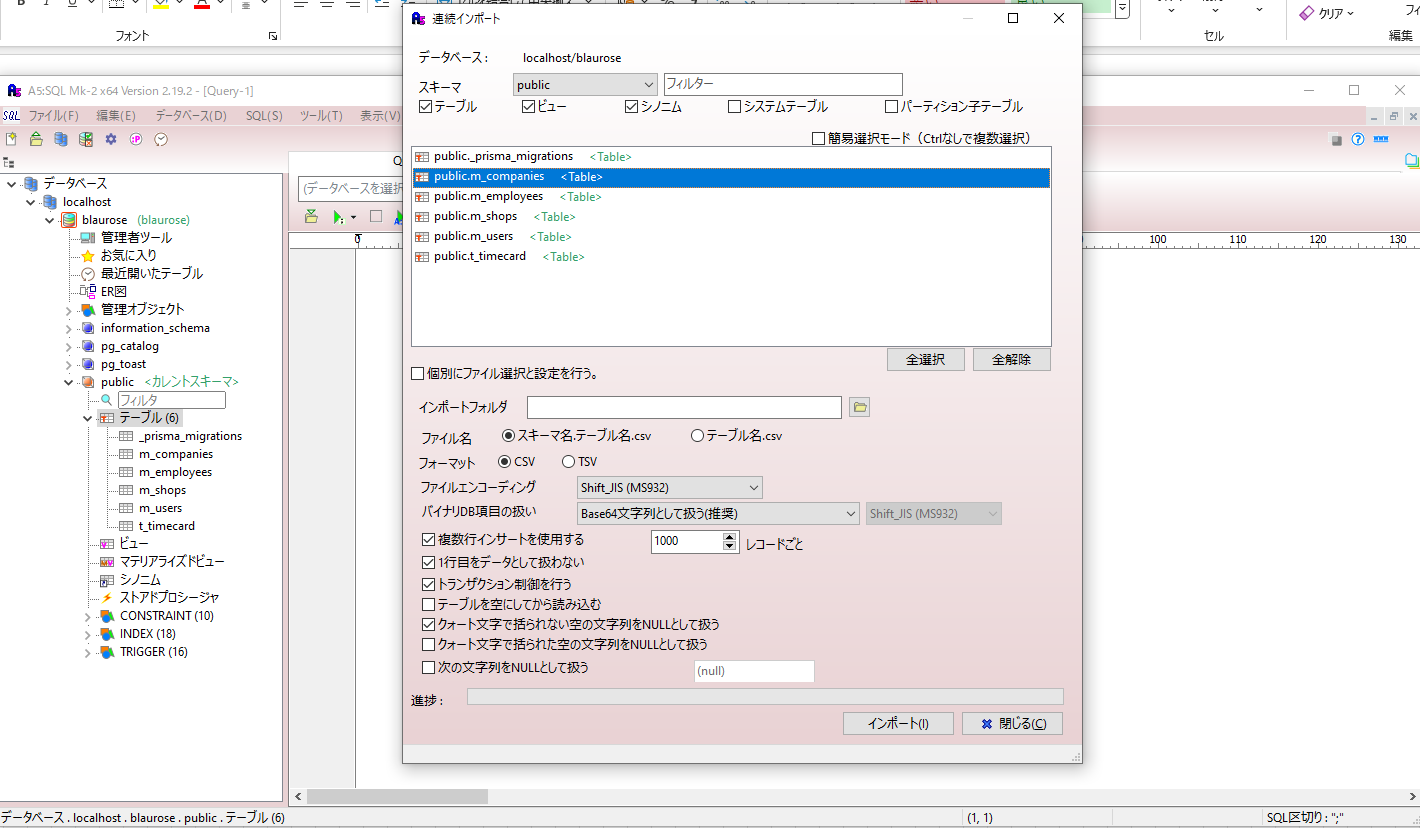 クリア
フォント
セル
編集
連続インポート
データベース :
localhost/blaurose
スキーマ
public
フィルター
テーブル
ビュー
シノニム
システムテーブル
パーティション子テーブル
簡易選択モード（Ctrlなしで複数選択）
public._prisma_migrations <Table>
public.m_companies <Table>
public.m_employees <Table>
public.m_shops <Table>
public.m_users <Table>
public.t_timecard <Table>
全選択
全解除
個別にファイル選択と設定を行う。
インポートフォルダ
ファイル名
スキーマ名.テーブル名.csv
テーブル名.csv
フォーマット
CSV
TSV
ファイルエンコーディング
Shift_JIS (MS932)
バイナリDB項目の扱い
Base64文字列として扱う(推奨)
Shift_JIS (MS932)
複数行インサートを使用する
1000
レコードごと
1行目をデータとして扱わない
トランザクション制御を行う
テーブルを空にしてから読み込む
クォート文字で括られない空の文字列をNULLとして扱う
クォート文字で括られた空の文字列をNULLとして扱う
次の文字列をNULLとして扱う
(null)
進捗 :
インポート(I)
閉じる(C)
A5:SQL Mk-2 x64 Version 2.19.2 - [Query-1]
SQL
ファイル(F)
編集(E)
データベース(D)
SQL(S)
ツール(T)
表示(V)
(データベースを選択
データベース
localhost
blaurose (blaurose)
管理者ツール
お気に入り
最近開いたテーブル
ER図
管理オブジェクト
information_schema
pg_catalog
pg_toast
public <カレントスキーマ>
フィルタ
テーブル (6)
_prisma_migrations
m_companies
m_employees
m_shops
m_users
t_timecard
ビュー
マテリアライズドビュー
シノニム
ストアドプロシージャ
CONSTRAINT (10)
INDEX (18)
TRIGGER (16)
0
100
110
120
130
データベース . localhost . blaurose . public . テーブル (6)
(1, 1)
SQL区切り : ";"